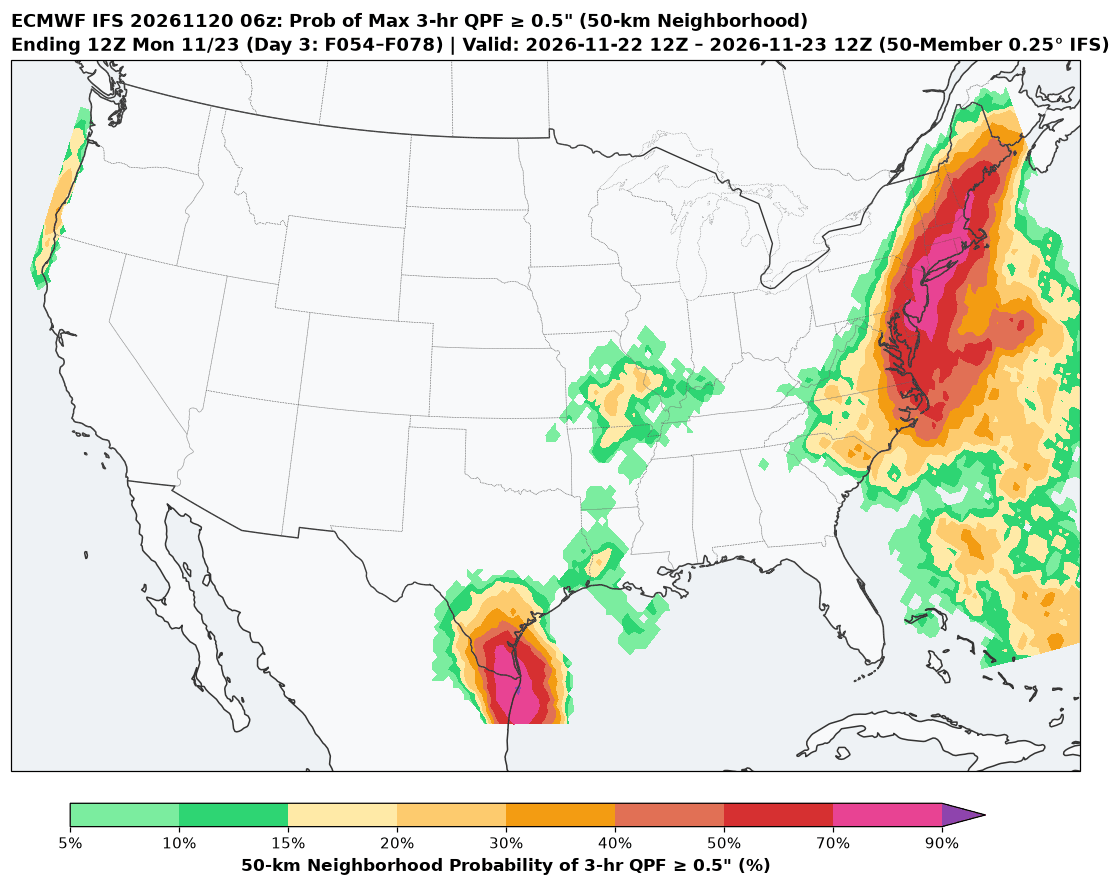 ECMWF IFS 20261120 06z: Prob of Max 3-hr QPF ≥ 0.5" (50-km Neighborhood)
Ending 12Z Mon 11/23 (Day 3: F054–F078) | Valid: 2026-11-22 12Z – 2026-11-23 12Z (50-Member 0.25° IFS)
5% 10% 15% 20% 30% 40% 50% 70% 90%
50-km Neighborhood Probability of 3-hr QPF ≥ 0.5" (%)